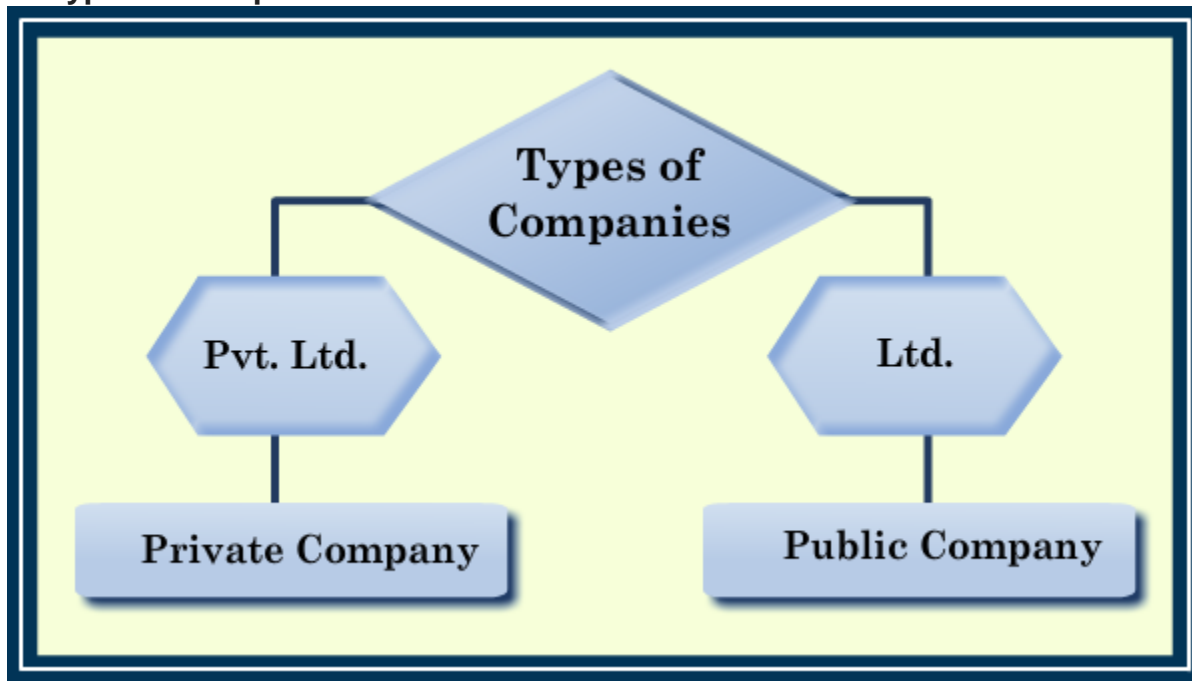 Types of
Companies
Pvt. Ltd.
Ltd.
Private Company
Public Company